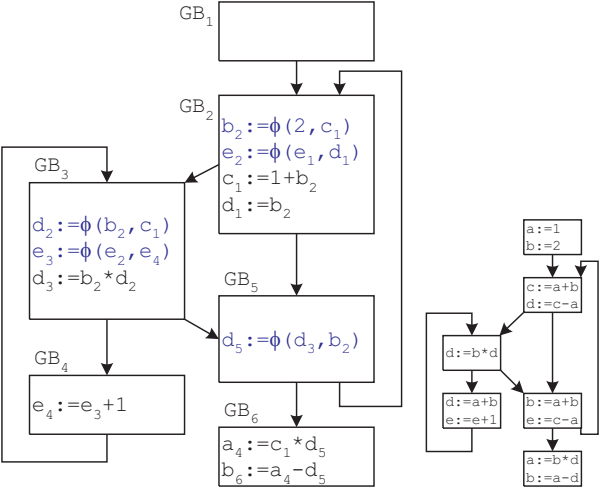 GB₁
GB₂
b₂:=ϕ(2,c₁)
e₂:=ϕ(e₁,d₁)
c₁:=1+b₂
d₁:=b₂
GB₃
d₂:=ϕ(b₂,c₁)
e₃:=ϕ(e₂,e₄)
d₃:=b₂*d₂
GB₅
d₅:=ϕ(d₃,b₂)
GB₄
e₄:=e₃+1
GB₆
a₄:=c₁*d₅
b₆:=a₄-d₅
a:=1
b:=2
c:=a+b
d:=c-a
d:=b*d
d:=a+b
e:=e+1
b:=a+b
e:=c-a
a:=b*d
b:=a-d